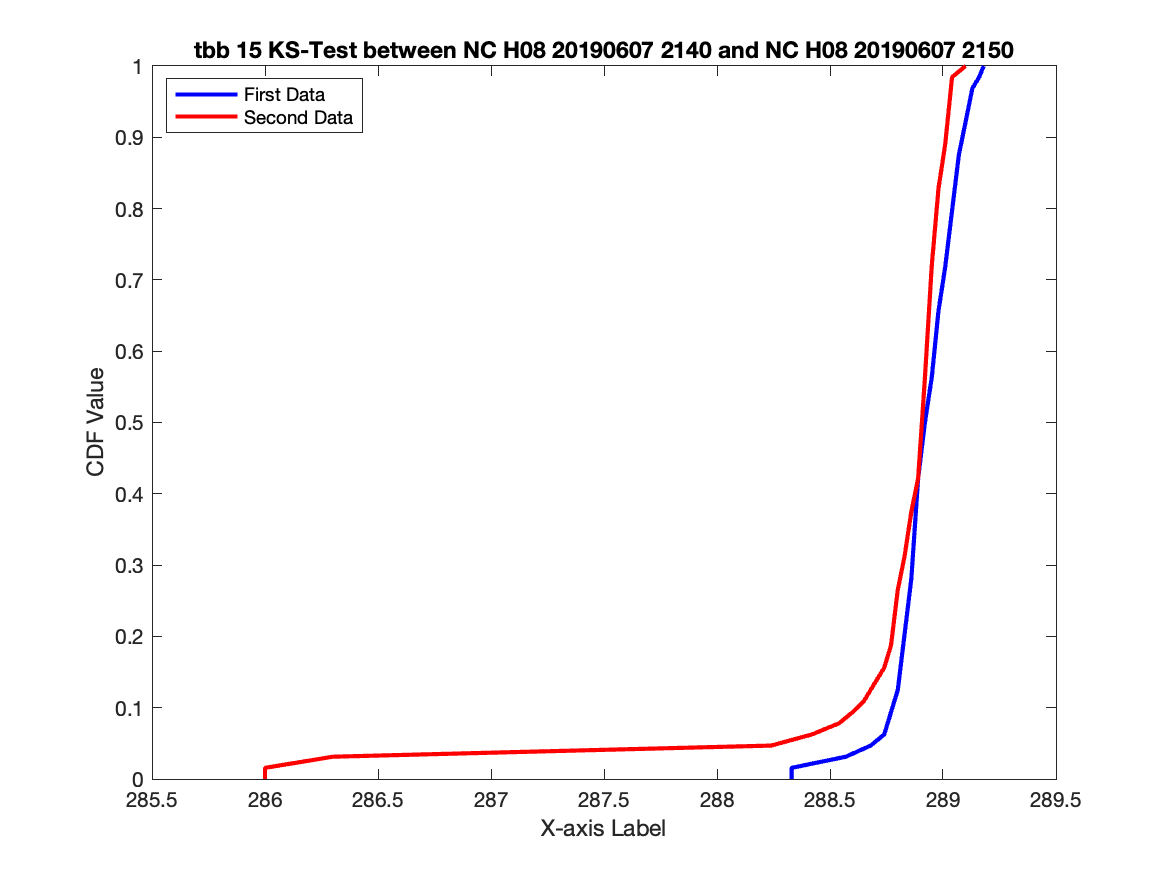 tbb 15 KS-Test between NC H08 20190607 2140 and NC H08 20190607 2150
First Data
Second Data
CDF Value
1
0.9
0.8
0.7
0.6
0.5
0.4
0.3
0.2
0.1
0
285.5 286 286.5 287 287.5 288 288.5 289 289.5
X-axis Label